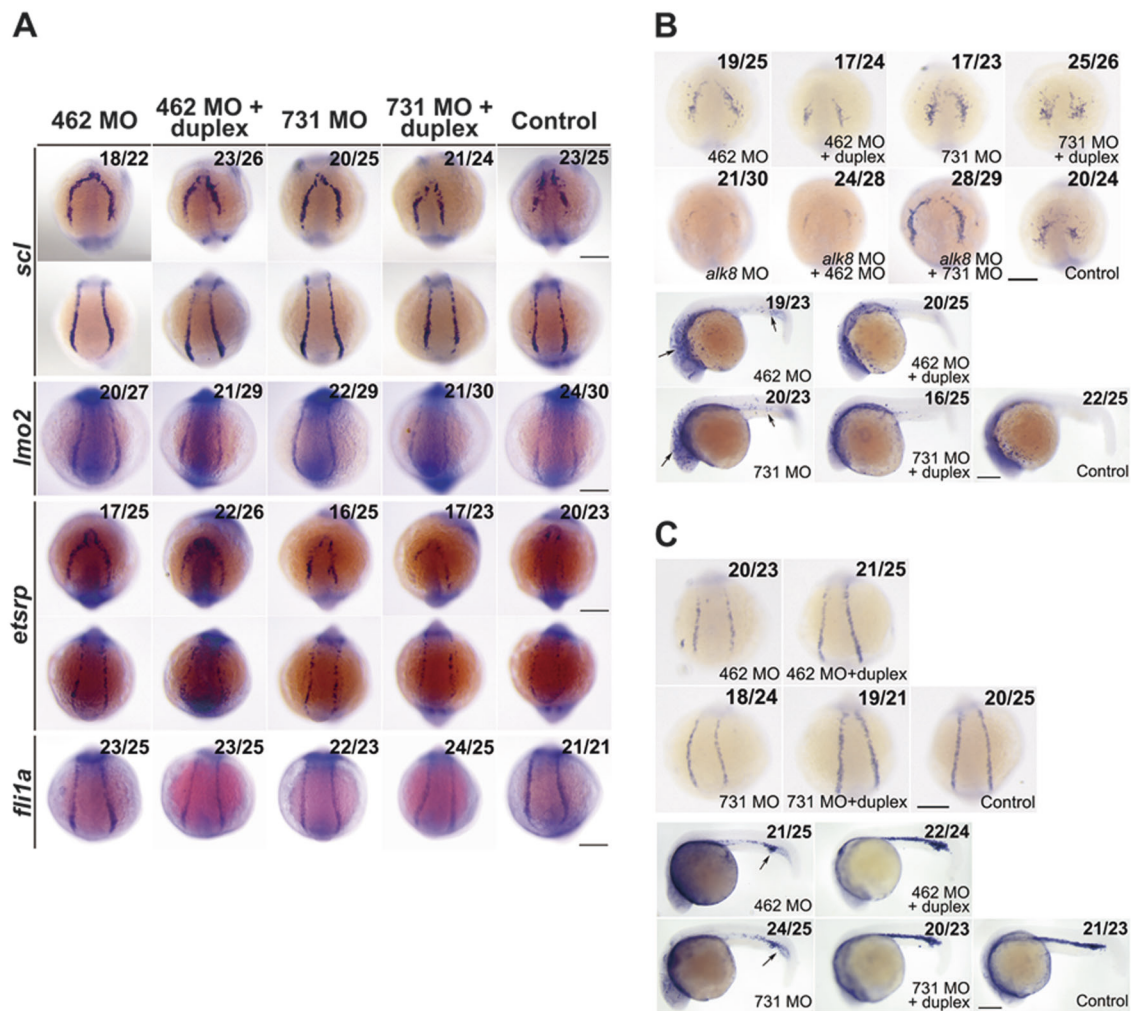 A
462 MO
462 MO + duplex
731 MO
731 MO + duplex
Control
scl
18/22
23/26
20/25
21/24
23/25
lmo2
20/27
21/29
22/29
21/30
24/30
etsrp
17/25
22/26
16/25
17/23
20/23
fli1a
23/25
23/25
22/23
24/25
21/21
B
19/25
17/24
17/23
25/26
462 MO
462 MO
+ duplex
731 MO
731 MO
+ duplex
21/30
24/28
28/29
20/24
alk8 MO
alk8 MO
+ 462 MO
alk8 MO
+ 731 MO
Control
19/23
20/25
462 MO
462 MO
+ duplex
20/23
16/25
22/25
731 MO
731 MO
+ duplex
Control
C
20/23
21/25
462 MO
462 MO+duplex
18/24
19/21
20/25
731 MO
731 MO+duplex
Control
21/25
22/24
462 MO
462 MO
+ duplex
24/25
20/23
21/23
731 MO
731 MO
+ duplex
Control